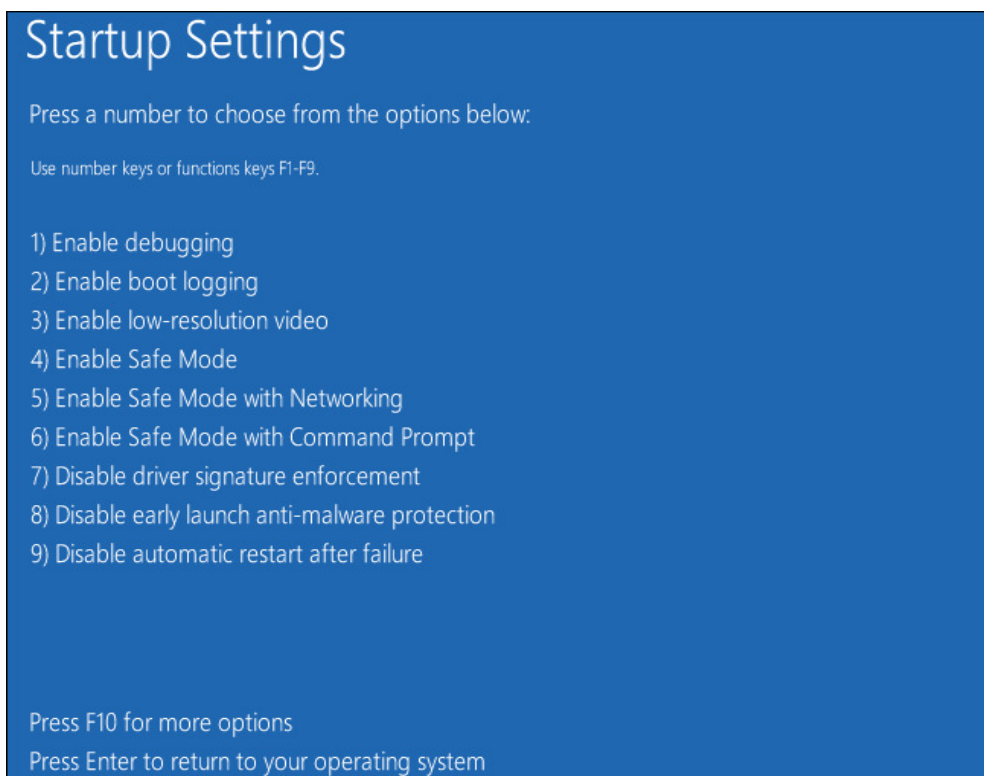 Startup Settings
Press a number to choose from the options below:
Use number keys or functions keys F1-F9.
1) Enable debugging
2) Enable boot logging
3) Enable low-resolution video
4) Enable Safe Mode
5) Enable Safe Mode with Networking
6) Enable Safe Mode with Command Prompt
7) Disable driver signature enforcement
8) Disable early launch anti-malware protection
9) Disable automatic restart after failure
Press F10 for more options
Press Enter to return to your operating system